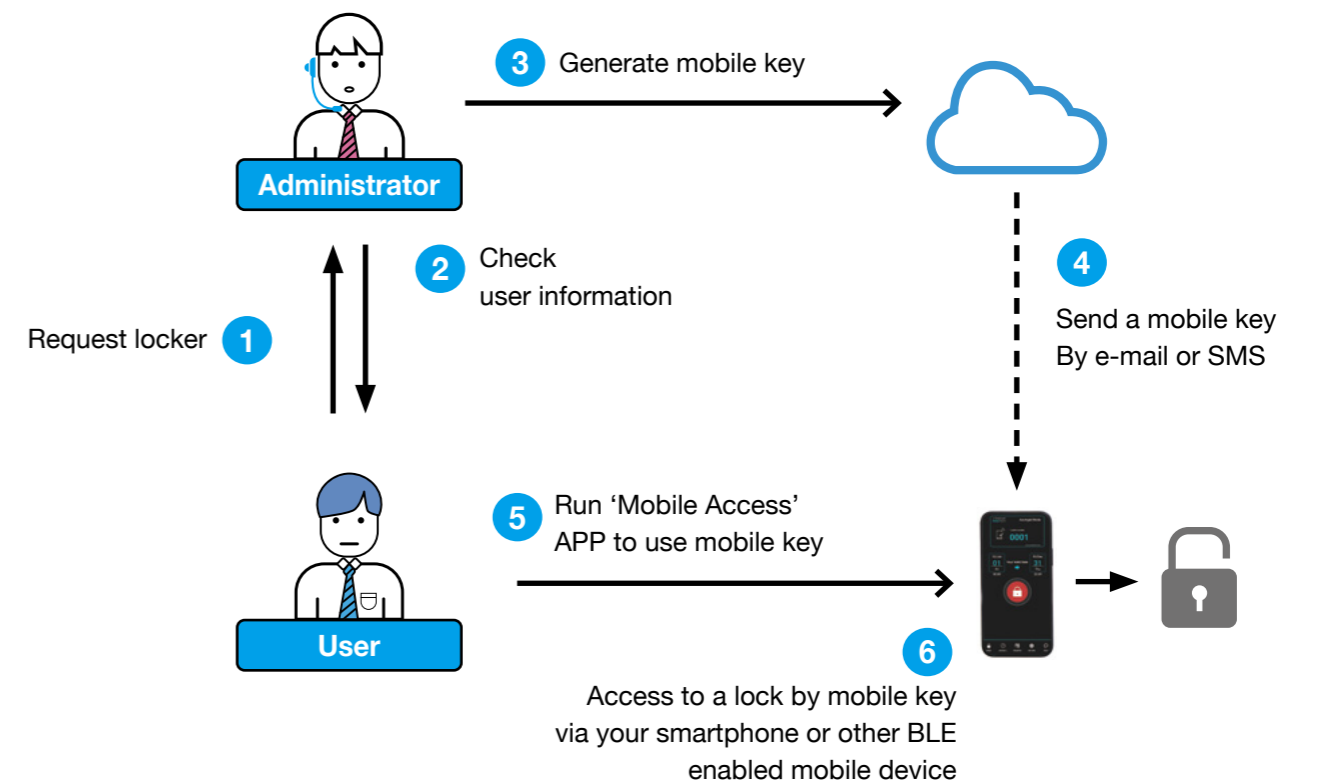 3 Generate mobile key
Administrator
2 Check
user information
4
Request locker 1
Send a mobile key
By e-mail or SMS
5 Run ‘Mobile Access’
APP to use mobile key
0001
User
6
Access to a lock by mobile key
via your smartphone or other BLE
enabled mobile device